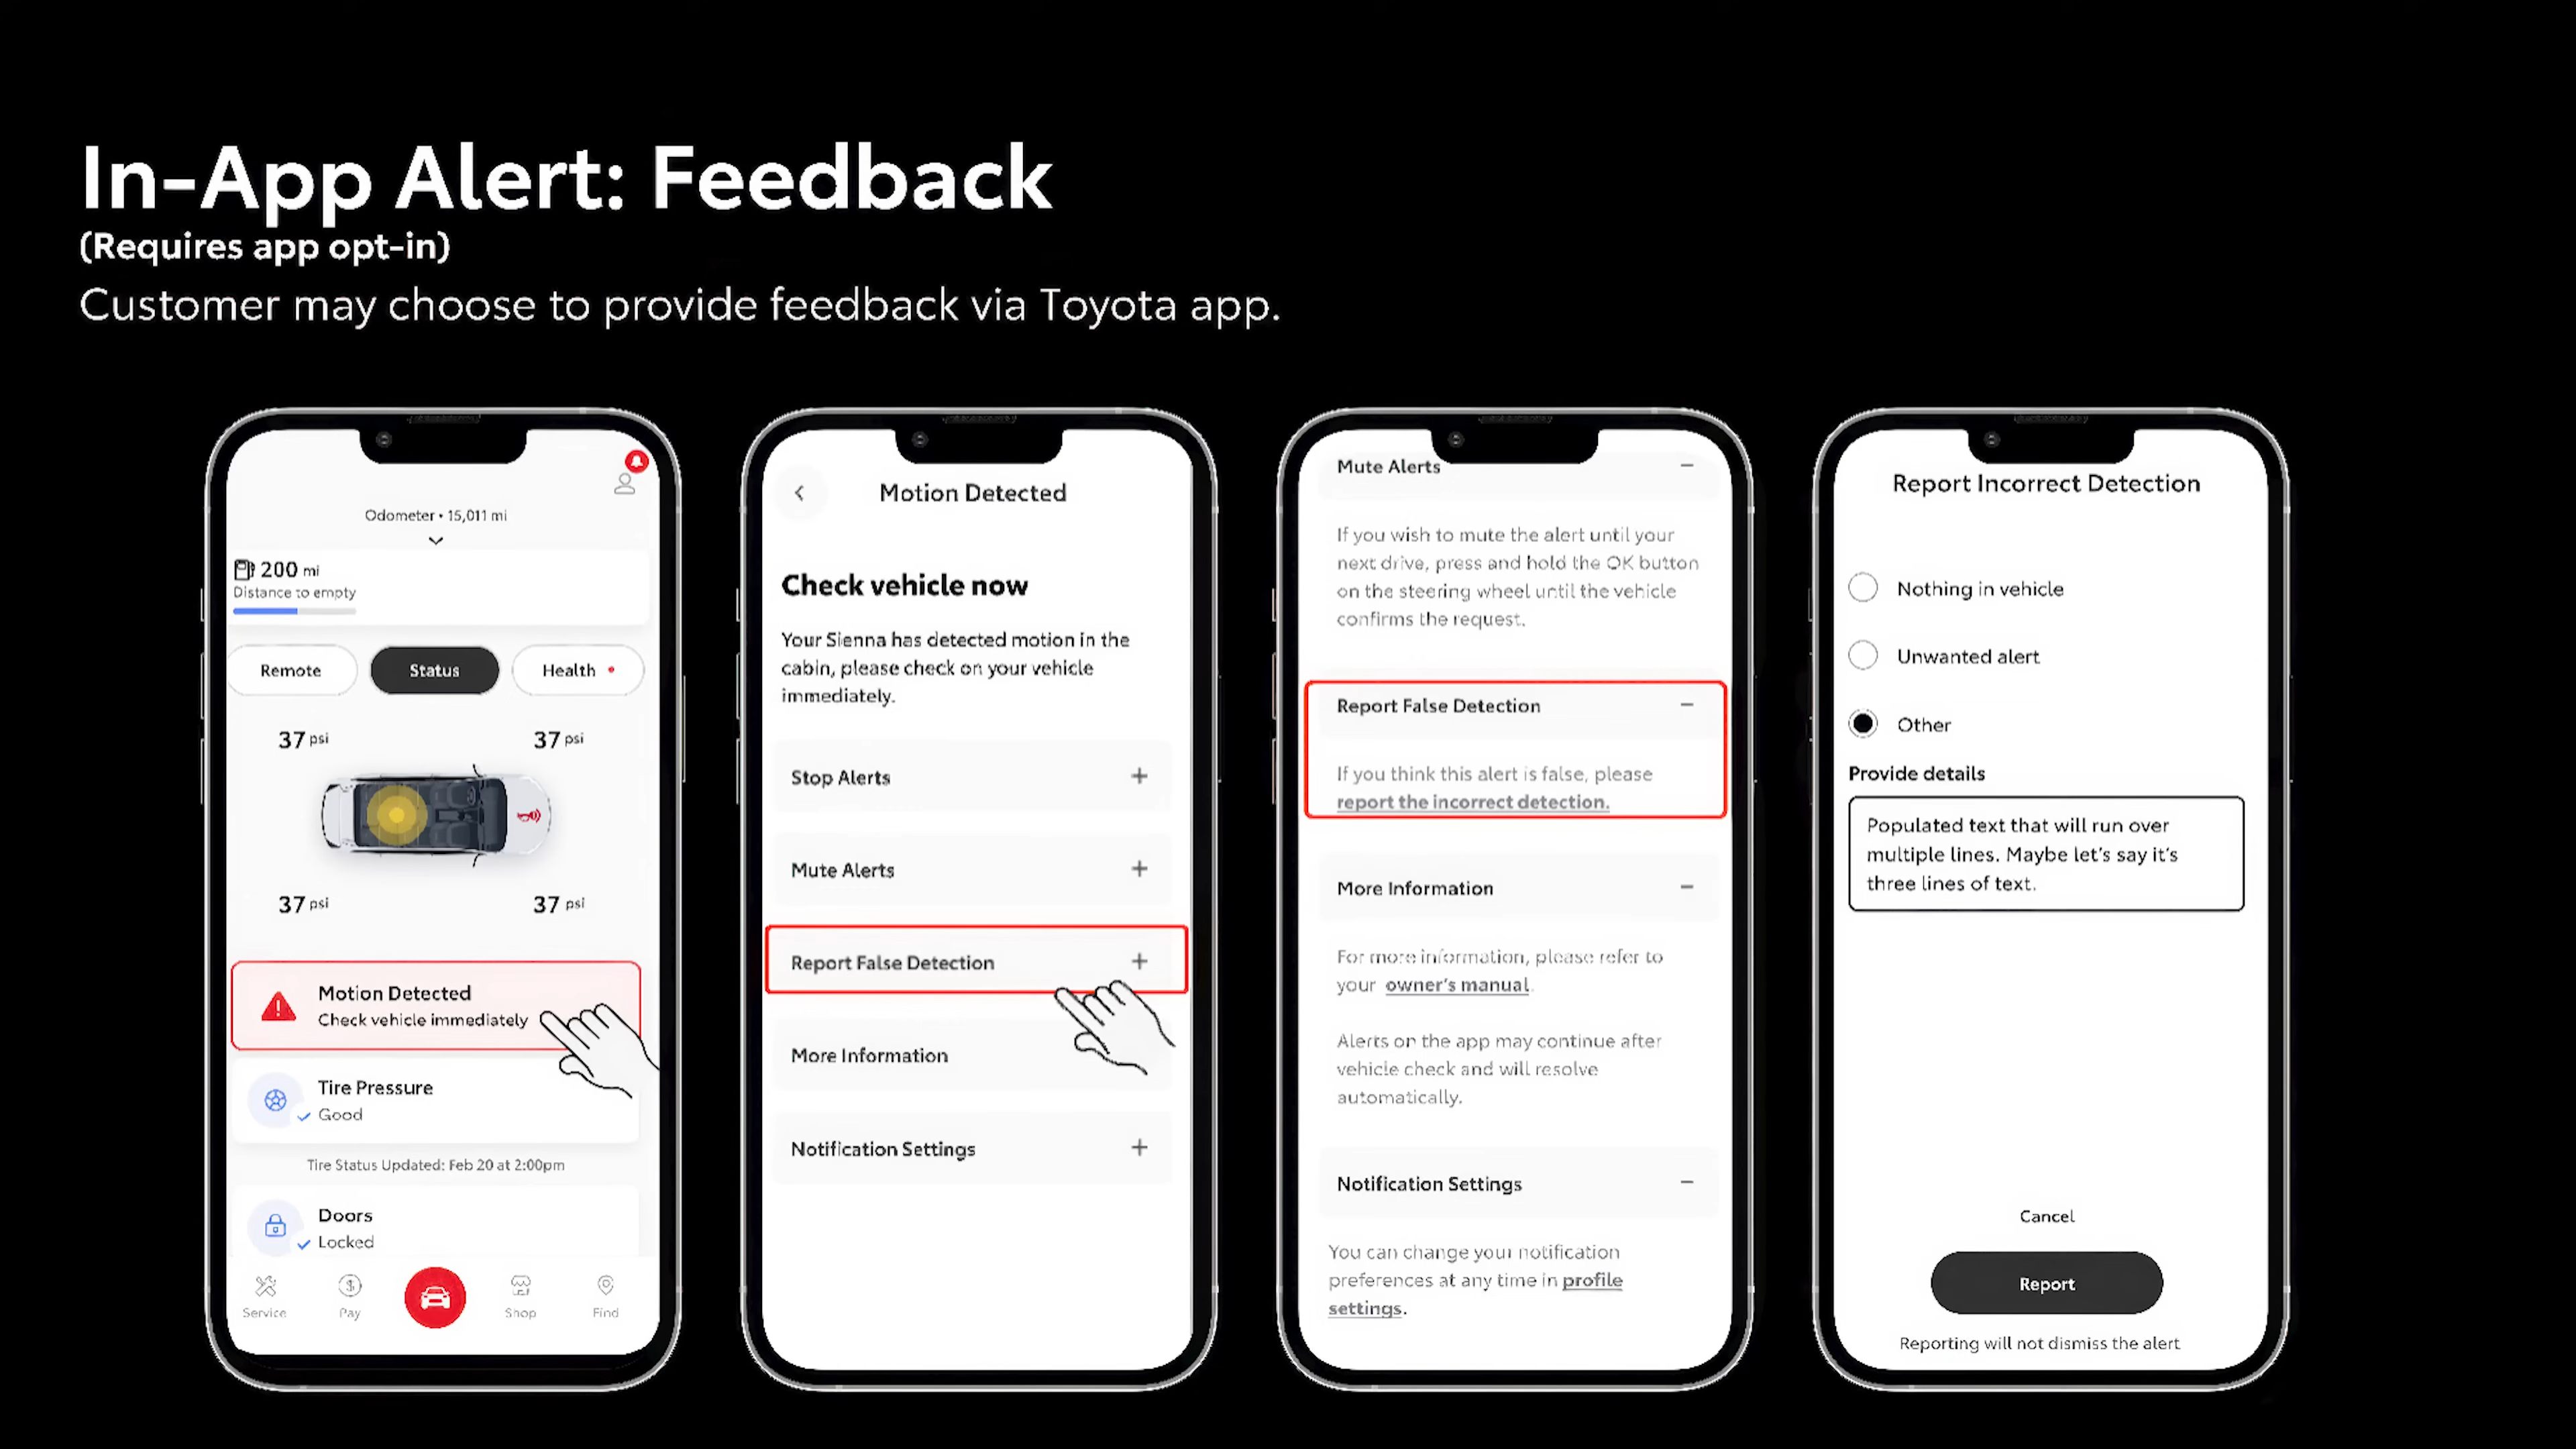 In-App Alert: Feedback
(Requires app opt-in)
Customer may choose to provide feedback via Toyota app.
Odometer • 15,011 mi
200 mi
Distance to empty
Remote
Status
Health
37 psi
37 psi
37 psi
37 psi
Motion Detected
Check vehicle immediately
Tire Pressure
Good
Tire Status Updated: Feb 20 at 2:00pm
Doors
Locked
Service
Pay
Shop
Find
Motion Detected
Check vehicle now
Your Sienna has detected motion in the
cabin, please check on your vehicle
immediately.
Stop Alerts
Mute Alerts
Report False Detection
More Information
Notification Settings
Mute Alerts
If you wish to mute the alert until your
next drive, press and hold the OK button
on the steering wheel until the vehicle
confirms the request.
Report False Detection
If you think this alert is false, please
report the incorrect detection.
More Information
For more information, please refer to
your owner's manual.
Alerts on the app may continue after
vehicle check and will resolve
automatically.
Notification Settings
You can change your notification
preferences at any time in profile
settings.
Report Incorrect Detection
Nothing in vehicle
Unwanted alert
Other
Provide details
Populated text that will run over
multiple lines. Maybe let's say it's
three lines of text.
Cancel
Report
Reporting will not dismiss the alert